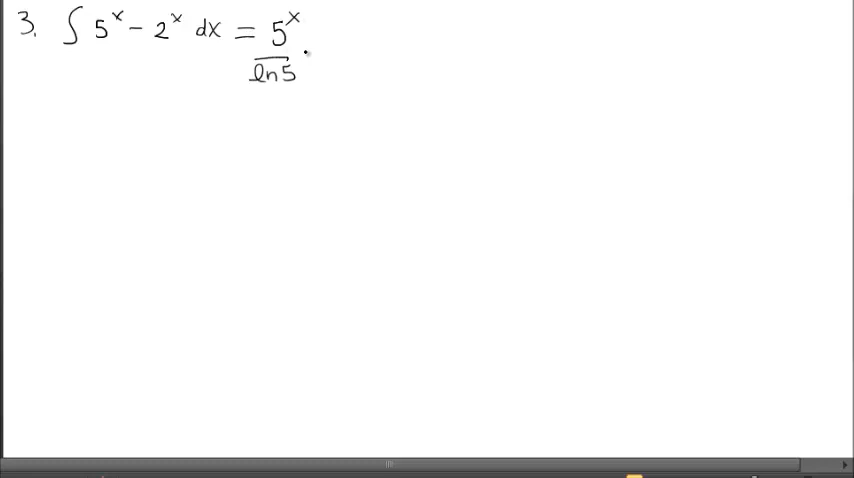 3. ∫ 5^x - 2^x dx = 5^x / ln5